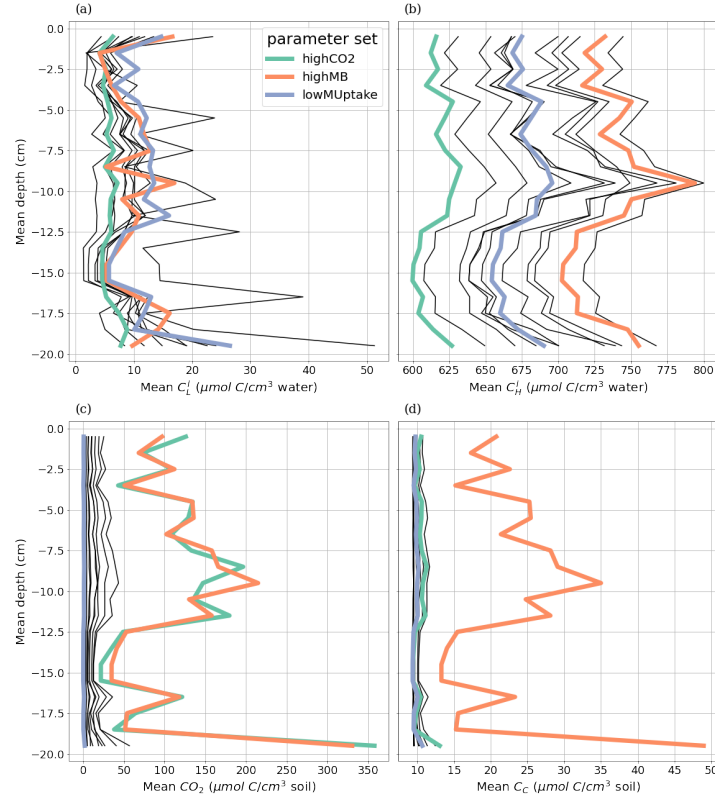 (a)
(b)
0.0
−2.5
−5.0
−7.5
−10.0
−12.5
−15.0
−17.5
−20.0
Mean depth (cm)
parameter set
highCO2
highMB
lowMUptake
0 10 20 30 40 50
600 625 650 675 700 725 750 775 800
Mean $C_L^l$ (μmol C/cm³ water)
Mean $C_H^l$ (μmol C/cm³ water)
(c)
(d)
0.0
−2.5
−5.0
−7.5
−10.0
−12.5
−15.0
−17.5
−20.0
Mean depth (cm)
0 50 100 150 200 250 300 350
10 15 20 25 30 35 40 45 50
Mean CO₂ (μmol C/cm³ soil)
Mean $C_C$ (μmol C/cm³ soil)